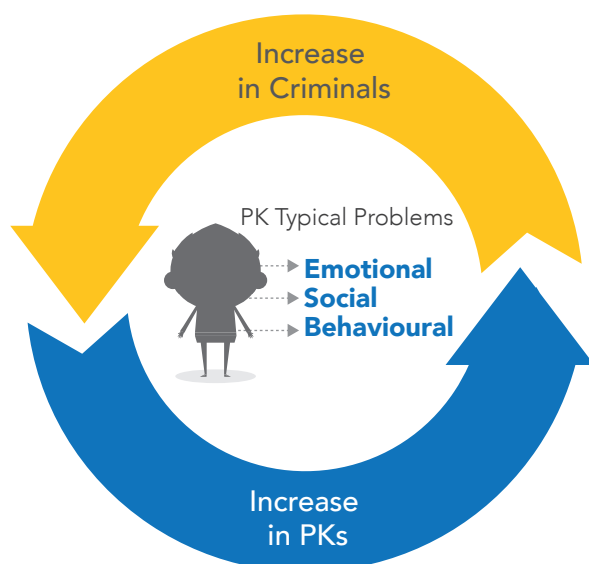 Increase
in Criminals
PK Typical Problems
Emotional
Social
Behavioural
Increase
in PKs